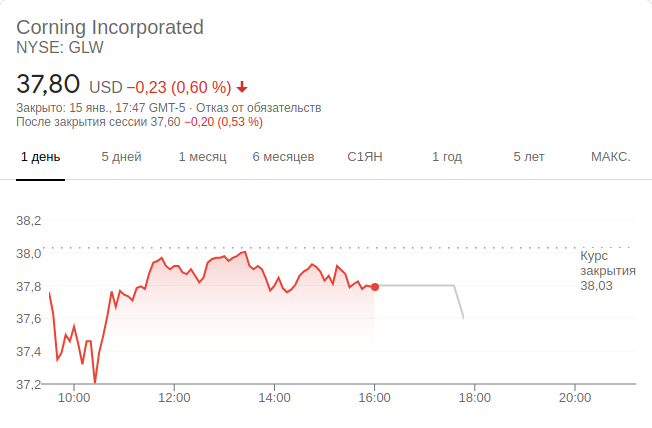 Corning Incorporated
NYSE: GLW
37,80 USD −0,23 (0,60 %)
Закрыто: 15 янв., 17:47 GMT-5 · Отказ от обязательств
После закрытия сессии 37,60 −0,20 (0,53 %)
1 день 5 дней 1 месяц 6 месяцев С1ЯН 1 год 5 лет МАКС.
38,2
38,0
37,8
37,6
37,4
37,2
Курс
закрытия
38,03
10:00 12:00 14:00 16:00 18:00 20:00